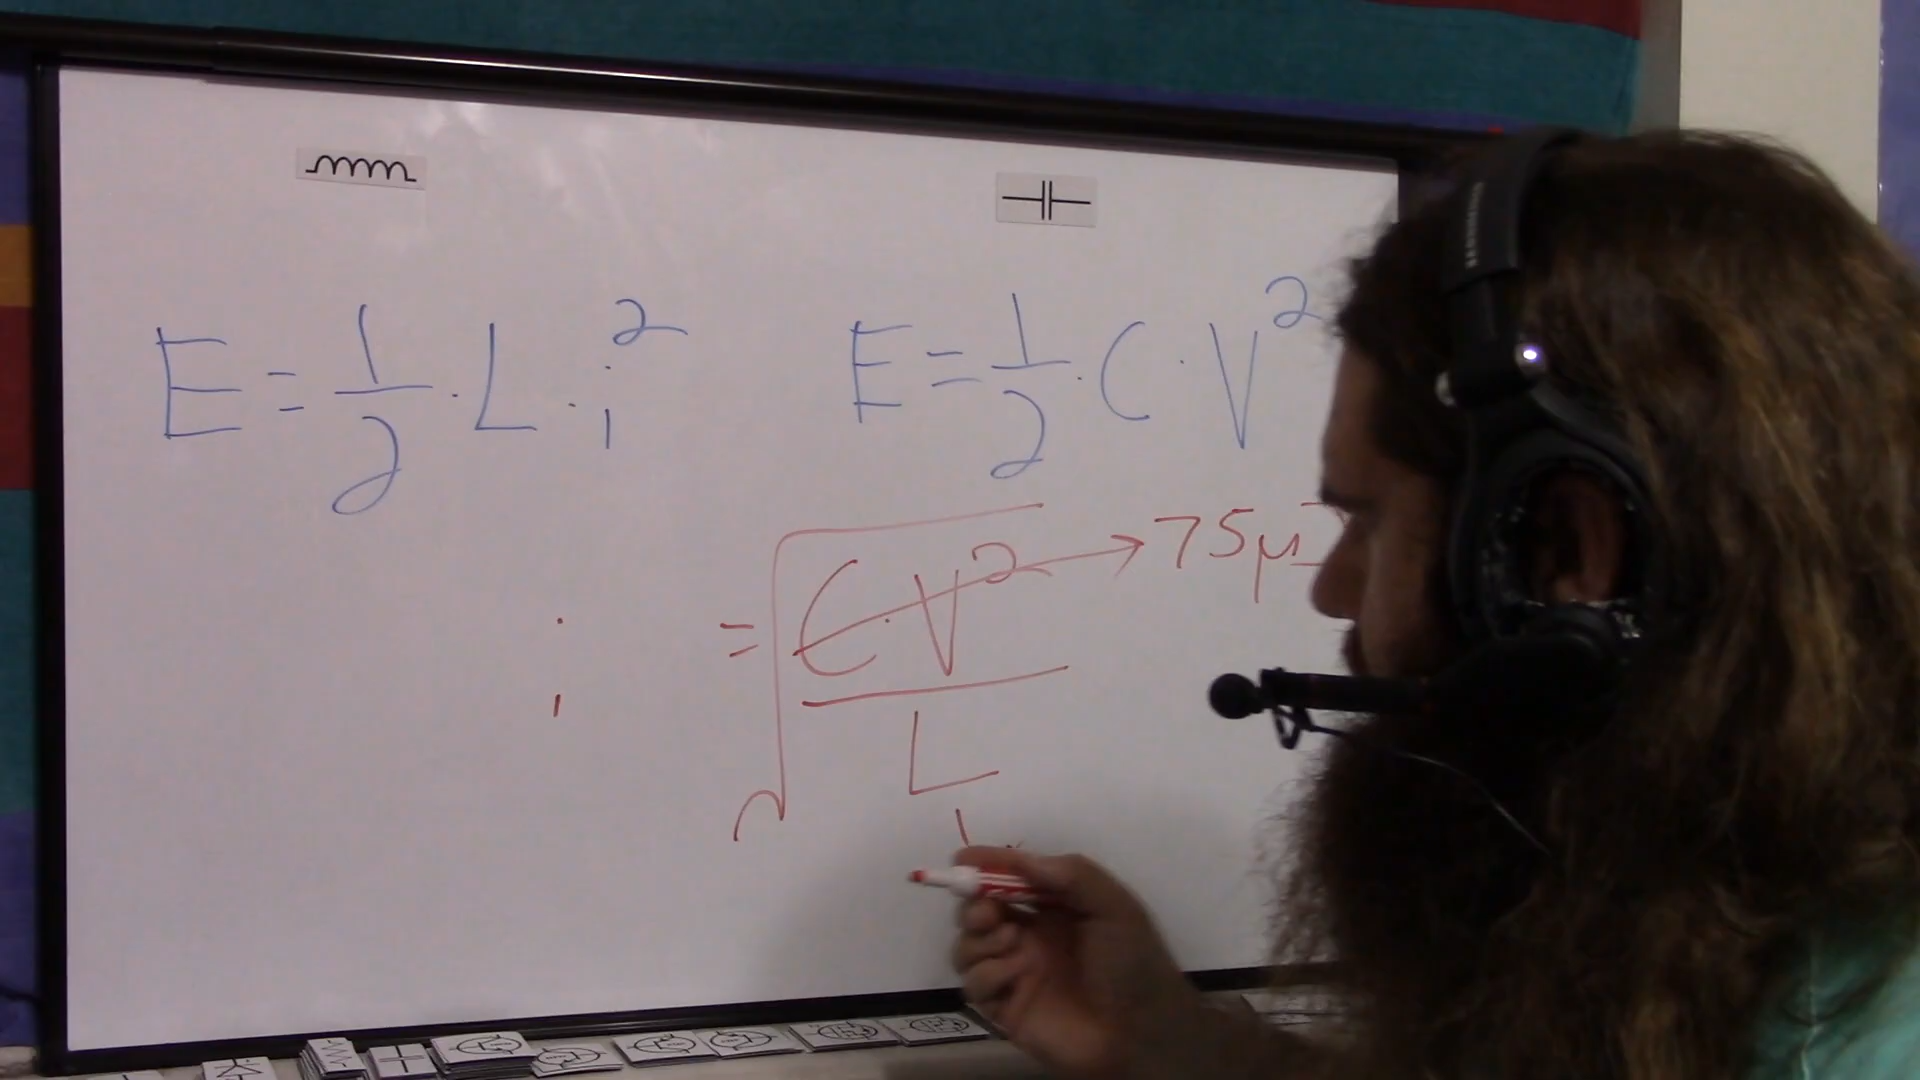 E = 1/2 · L · i²
E = 1/2 · C · V²
i = √(C · V² / L) → 75μ